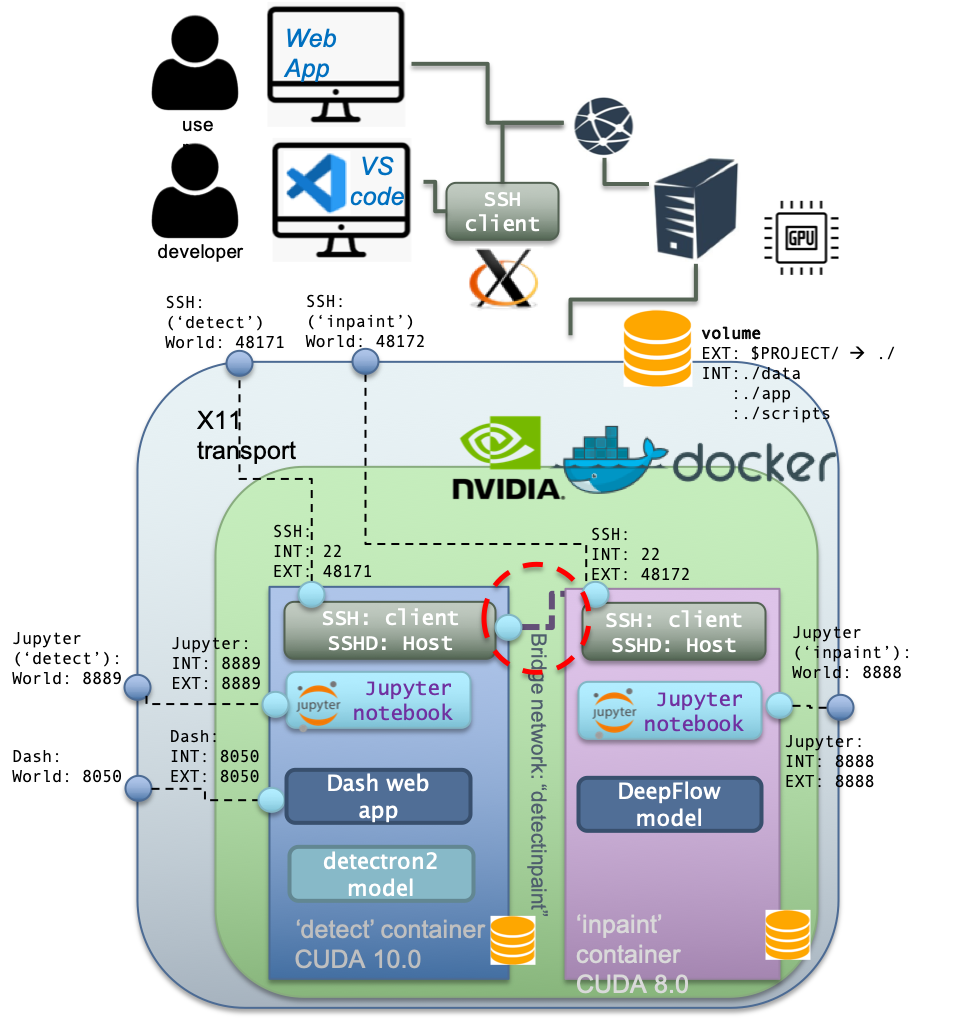 Web
App
use
r
VS
code
SSH
client
developer
GPU
X
SSH:
(‘detect’)
World: 48171
SSH:
(‘inpaint’)
World: 48172
volume
EXT: $PROJECT/ → ./
INT:./data
:./app
:./scripts
X11
transport
NVIDIA.
docker
SSH:
INT: 22
EXT: 48171
SSH:
INT: 22
EXT: 48172
SSH: client
SSHD: Host
SSH: client
SSHD: Host
Jupyter
(‘detect’):
World: 8889
Jupyter:
INT: 8889
EXT: 8889
jupyter
Jupyter
notebook
Bridge network: “detectinpaint”
jupyter
Jupyter
notebook
Jupyter
(‘inpaint’):
World: 8888
Jupyter:
INT: 8888
EXT: 8888
Dash:
World: 8050
Dash:
INT: 8050
EXT: 8050
Dash web
app
DeepFlow
model
detectron2
model
‘detect’ container
CUDA 10.0
‘inpaint’
container
CUDA 8.0